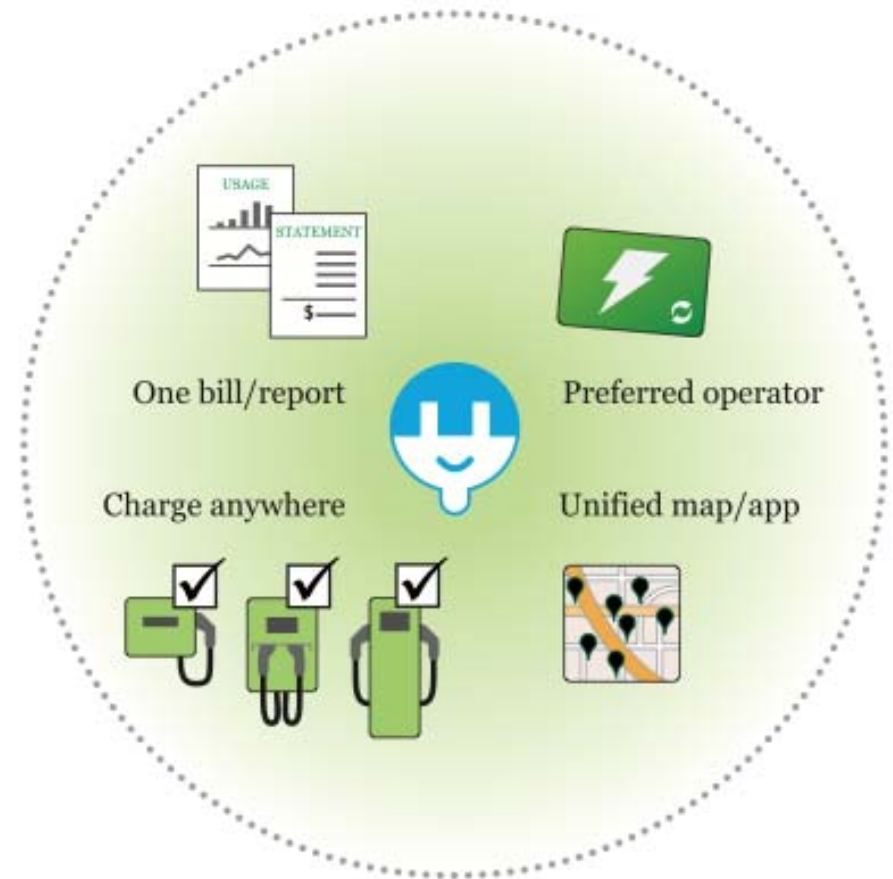 USAGE
STATEMENT
$
One bill/report
Preferred operator
Charge anywhere
Unified map/app